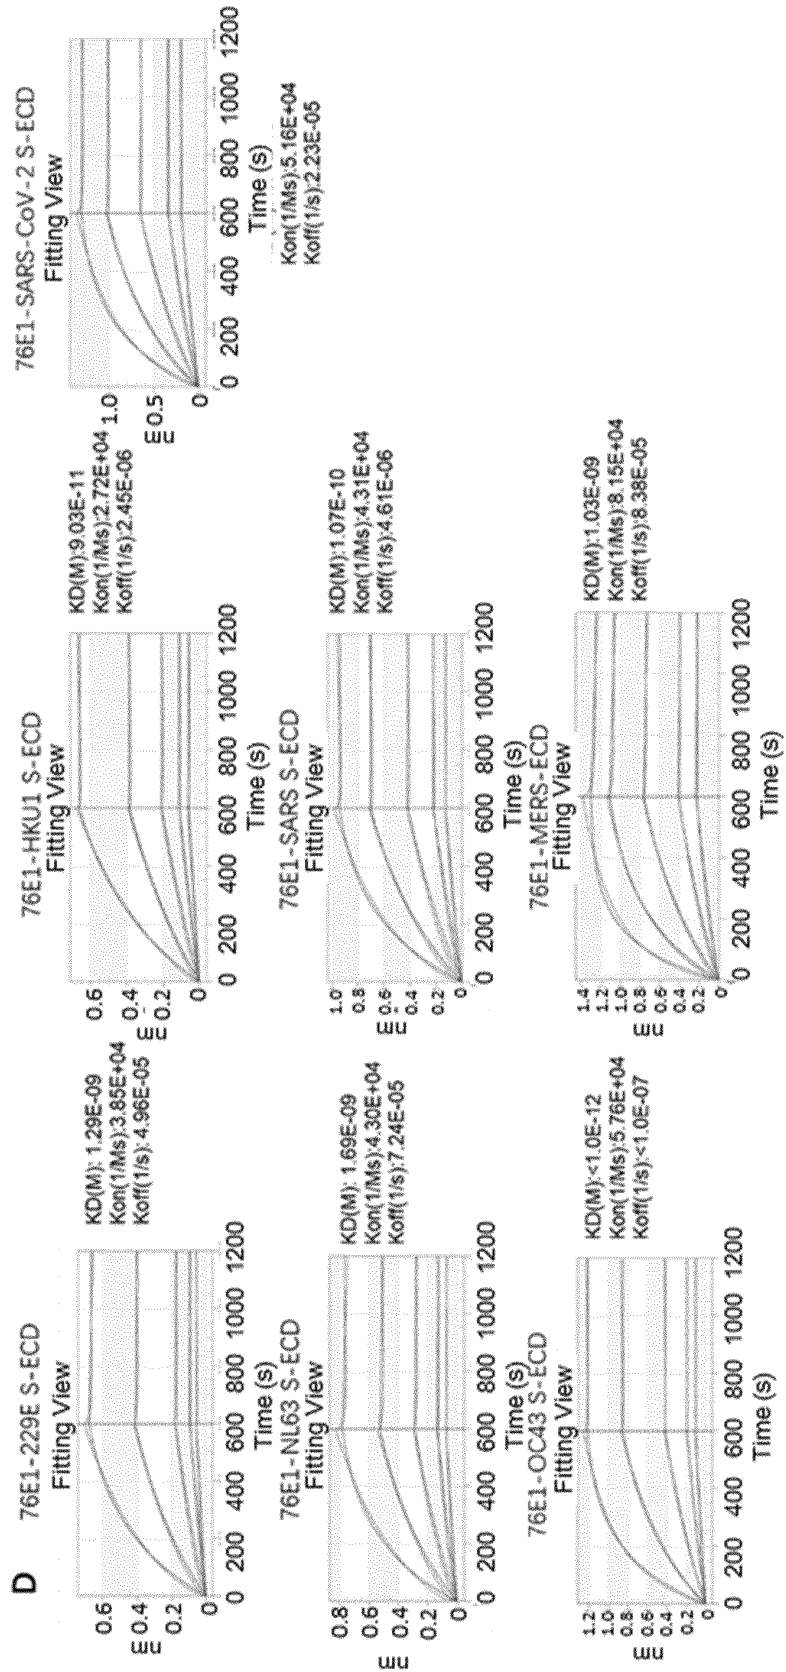 D
76E1-229E S-ECD
Fitting View
0.6
0.4
0.2
0
0 200 400 600 800 1000 1200
Time (s)
KD(M): 1.29E-09
Kon(1/Ms):3.85E+04
Koff(1/s): 4.96E-05
76E1-HKU1 S-ECD
Fitting View
0.6
0.4
0.2
0
0 200 400 600 800 1000 1200
Time (s)
KD(M):9.03E-11
Kon(1/Ms):2.72E+04
Koff(1/s):2.45E-06
76E1-SARS-CoV-2 S-ECD
Fitting View
1.0
0.5
0
0 200 400 600 800 1000 1200
Time (s)
Kon(1/Ms):5.16E+04
Koff(1/s):2.23E-05
76E1-NL63 S-ECD
Fitting View
0.8
0.6
0.4
0.2
0
0 200 400 600 800 1000 1200
Time (s)
KD(M): 1.69E-09
Kon(1/Ms):4.30E+04
Koff(1/s):7.24E-05
76E1-SARS S-ECD
Fitting View
1.0
0.8
0.6
0.4
0.2
0
0 200 400 600 800 1000 1200
Time (s)
KD(M):1.07E-10
Kon(1/Ms):4.31E+04
Koff(1/s):4.61E-06
76E1-OC43 S-ECD
Fitting View
1.2
1.0
0.8
0.6
0.4
0.2
0
0 200 400 600 800 1000 1200
Time (s)
KD(M):<1.0E-12
Kon(1/Ms):5.76E+04
Koff(1/s):<1.0E-07
76E1-MERS-ECD
Fitting View
1.4
1.2
1.0
0.8
0.6
0.4
0.2
0
0 200 400 600 800 1000 1200
Time (s)
KD(M):1.03E-09
Kon(1/Ms):8.15E+04
Koff(1/s):8.38E-05